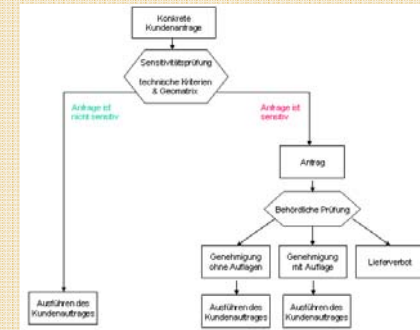 Konkrete
Kundenanfrage
Sensitivitätsprüfung
technische Kriterien
& Geomatrix
Anfrage ist
nicht sensitiv
Anfrage ist
sensitiv
Antrag
Behördliche Prüfung
Genehmigung
ohne Auflagen
Genehmigung
mit Auflage
Lieferverbot
Ausführen des
Kundenauftrages
Ausführen des
Kundenauftrages
Ausführen des
Kundenauftrages